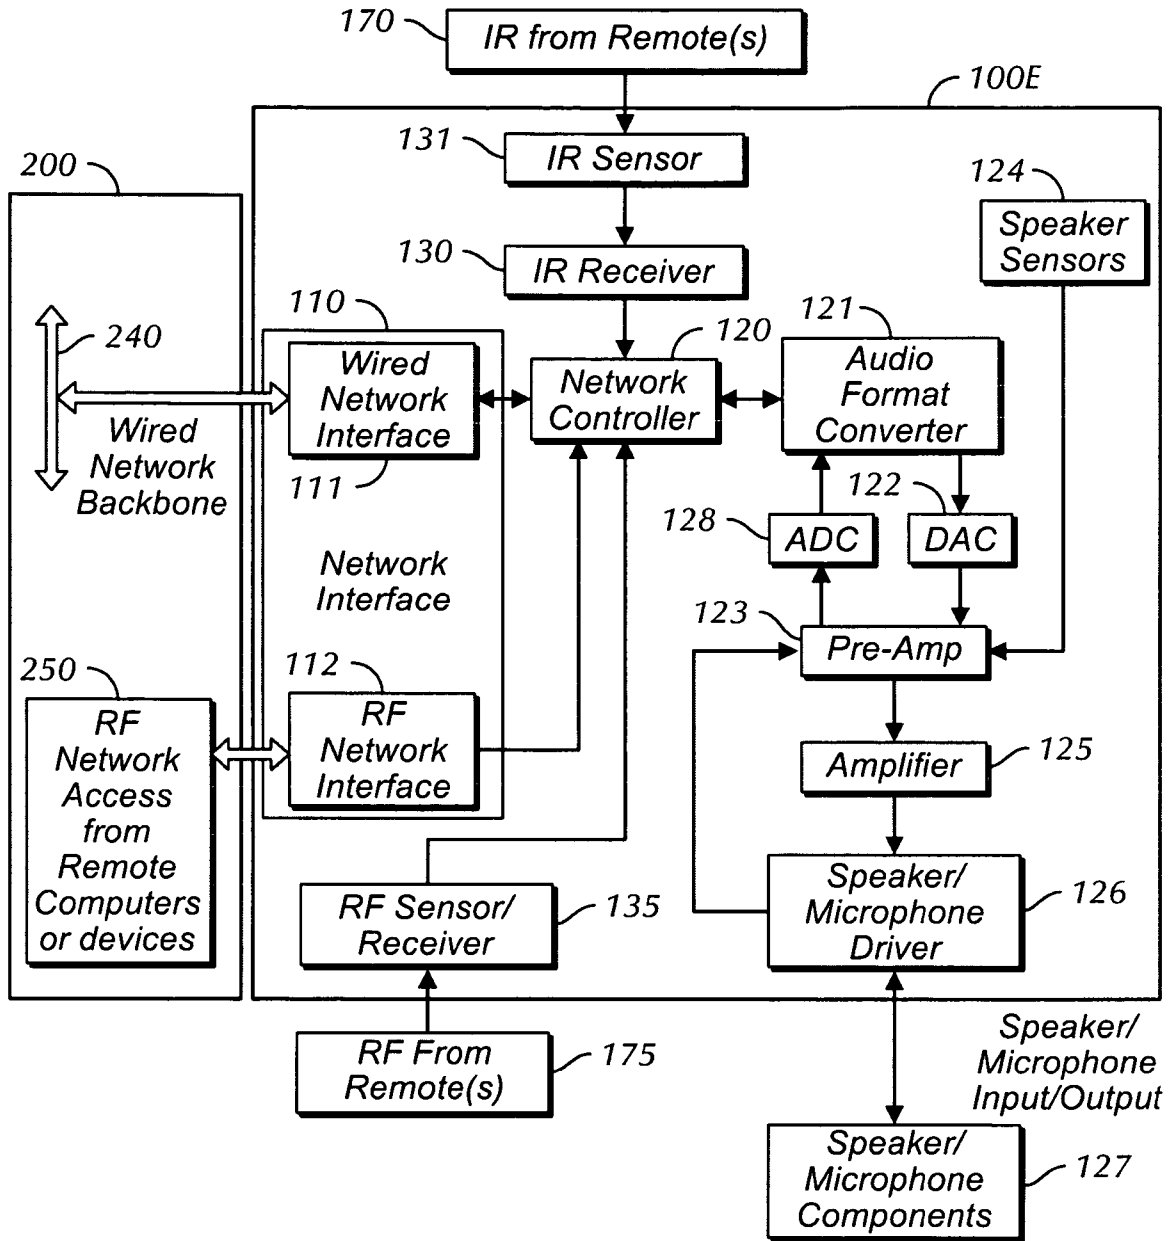 170
IR from Remote(s)
100E
131
IR Sensor
200
124
Speaker
Sensors
130
IR Receiver
110
240
120
121
Wired
Network
Interface
111
Network
Controller
Audio
Format
Converter
Wired
Network
Backbone
122
128
ADC
DAC
Network
Interface
123
Pre-Amp
250
112
RF
Network
Access
from
Remote
Computers
or devices
RF
Network
Interface
Amplifier
125
RF Sensor/
Receiver
135
Speaker/
Microphone
Driver
126
RF From
Remote(s)
175
Speaker/
Microphone
Input/Output
Speaker/
Microphone
Components
127